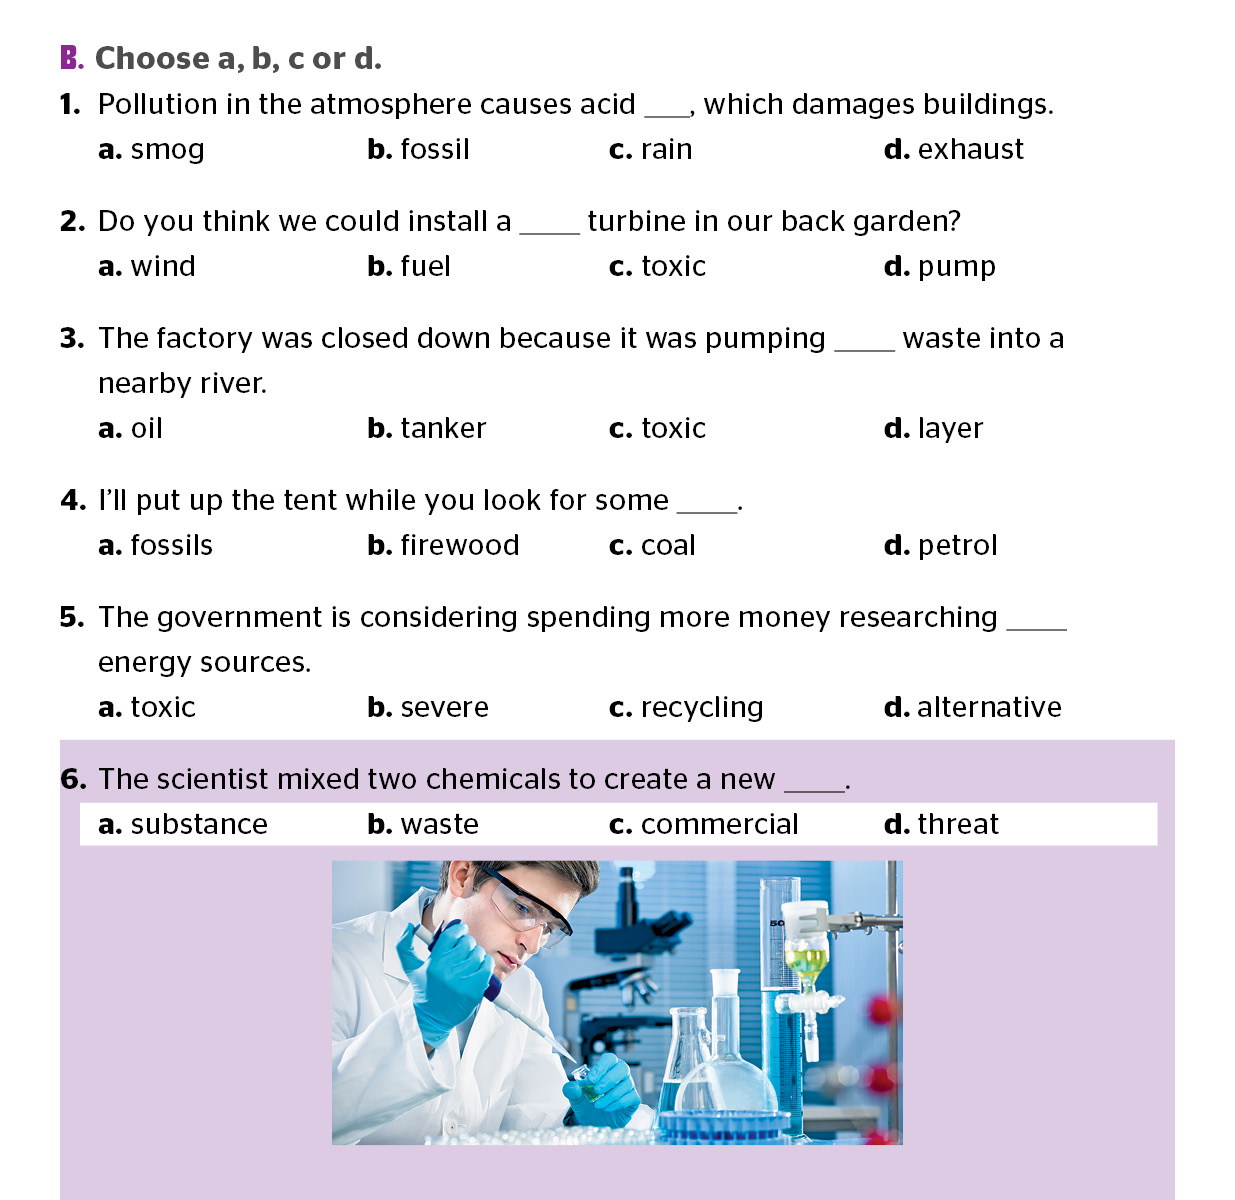 B. Choose a, b, c or d.
1. Pollution in the atmosphere causes acid ___, which damages buildings.
a. smog b. fossil c. rain d. exhaust
2. Do you think we could install a ____ turbine in our back garden?
a. wind b. fuel c. toxic d. pump
3. The factory was closed down because it was pumping ____ waste into a
nearby river.
a. oil b. tanker c. toxic d. layer
4. I’ll put up the tent while you look for some ____.
a. fossils b. firewood c. coal d. petrol
5. The government is considering spending more money researching ____
energy sources.
a. toxic b. severe c. recycling d. alternative
6. The scientist mixed two chemicals to create a new ____.
a. substance b. waste c. commercial d. threat
50